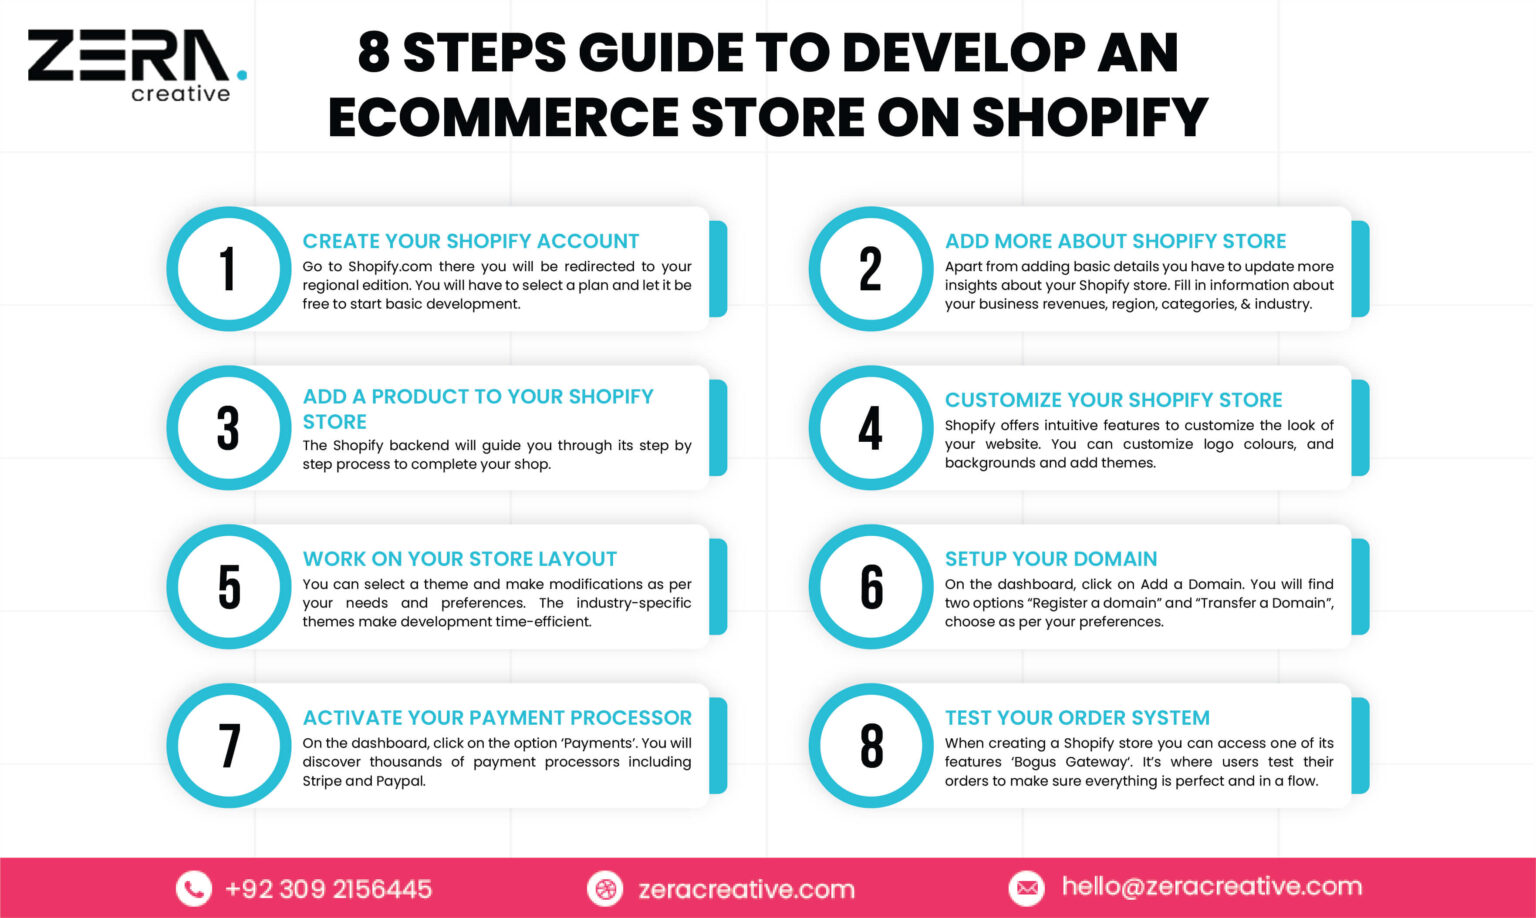 ZERA.
creative
8 STEPS GUIDE TO DEVELOP AN
ECOMMERCE STORE ON SHOPIFY
1
CREATE YOUR SHOPIFY ACCOUNT
Go to Shopify.com there you will be redirected to your
regional edition. You will have to select a plan and let it be
free to start basic development.
2
ADD MORE ABOUT SHOPIFY STORE
Apart from adding basic details you have to update more
insights about your Shopify store. Fill in information about
your business revenues, region, categories, & industry.
3
ADD A PRODUCT TO YOUR SHOPIFY
STORE
The Shopify backend will guide you through its step by
step process to complete your shop.
4
CUSTOMIZE YOUR SHOPIFY STORE
Shopify offers intuitive features to customize the look of
your website. You can customize logo colours, and
backgrounds and add themes.
5
WORK ON YOUR STORE LAYOUT
You can select a theme and make modifications as per
your needs and preferences. The industry-specific
themes make development time-efficient.
6
SETUP YOUR DOMAIN
On the dashboard, click on Add a Domain. You will find
two options “Register a domain” and “Transfer a Domain”,
choose as per your preferences.
7
ACTIVATE YOUR PAYMENT PROCESSOR
On the dashboard, click on the option ‘Payments’. You will
discover thousands of payment processors including
Stripe and Paypal.
8
TEST YOUR ORDER SYSTEM
When creating a Shopify store you can access one of its
features ‘Bogus Gateway’. It’s where users test their
orders to make sure everything is perfect and in a flow.
+92 309 2156445
zeracreative.com
hello@zeracreative.com